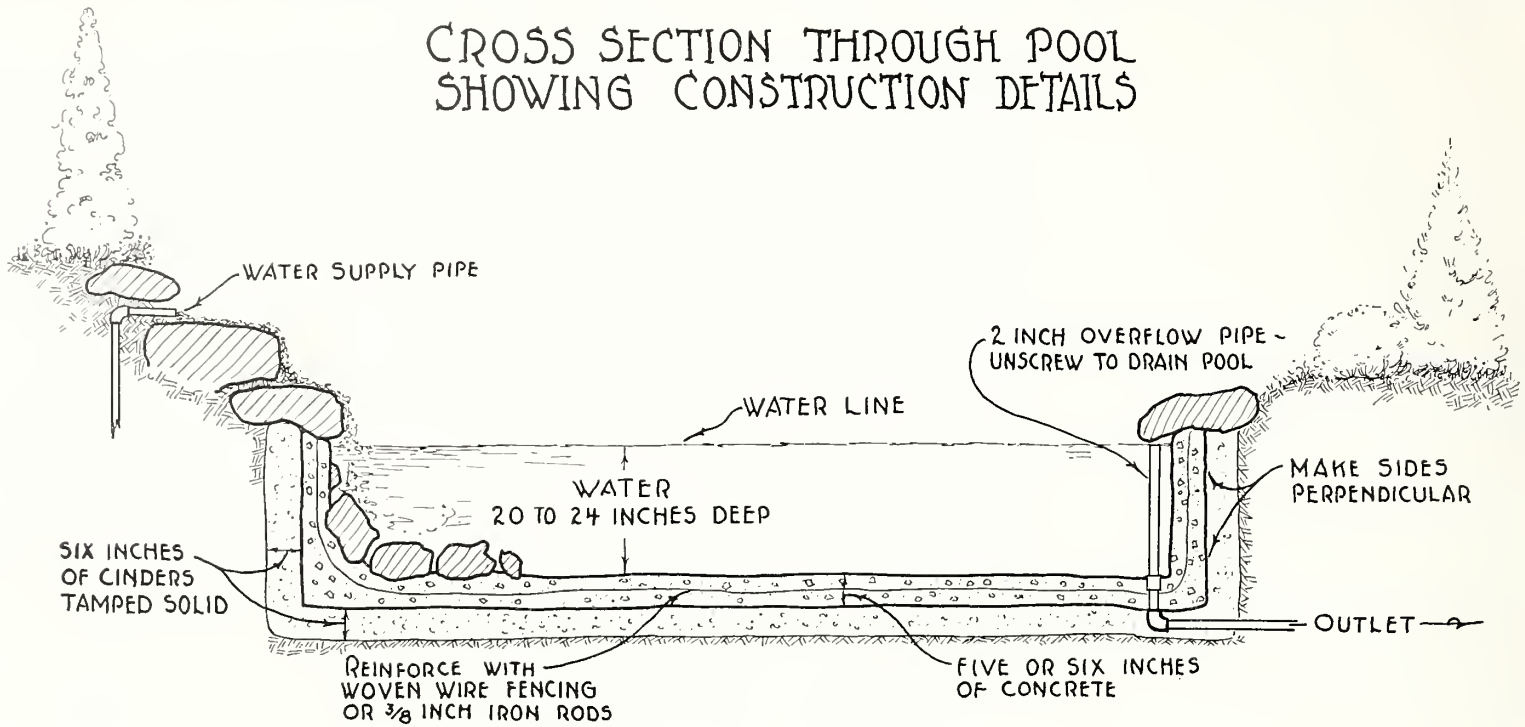 CROSS SECTION THROUGH POOL
SHOWING CONSTRUCTION DETAILS
WATER SUPPLY PIPE
2 INCH OVERFLOW PIPE -
UNSCREW TO DRAIN POOL
WATER LINE
WATER
20 TO 24 INCHES DEEP
MAKE SIDES
PERPENDICULAR
SIX INCHES
OF CINDERS
TAMPED SOLID
OUTLET
REINFORCE WITH
WOVEN WIRE FENCING
OR 3/8 INCH IRON RODS
FIVE OR SIX INCHES
OF CONCRETE